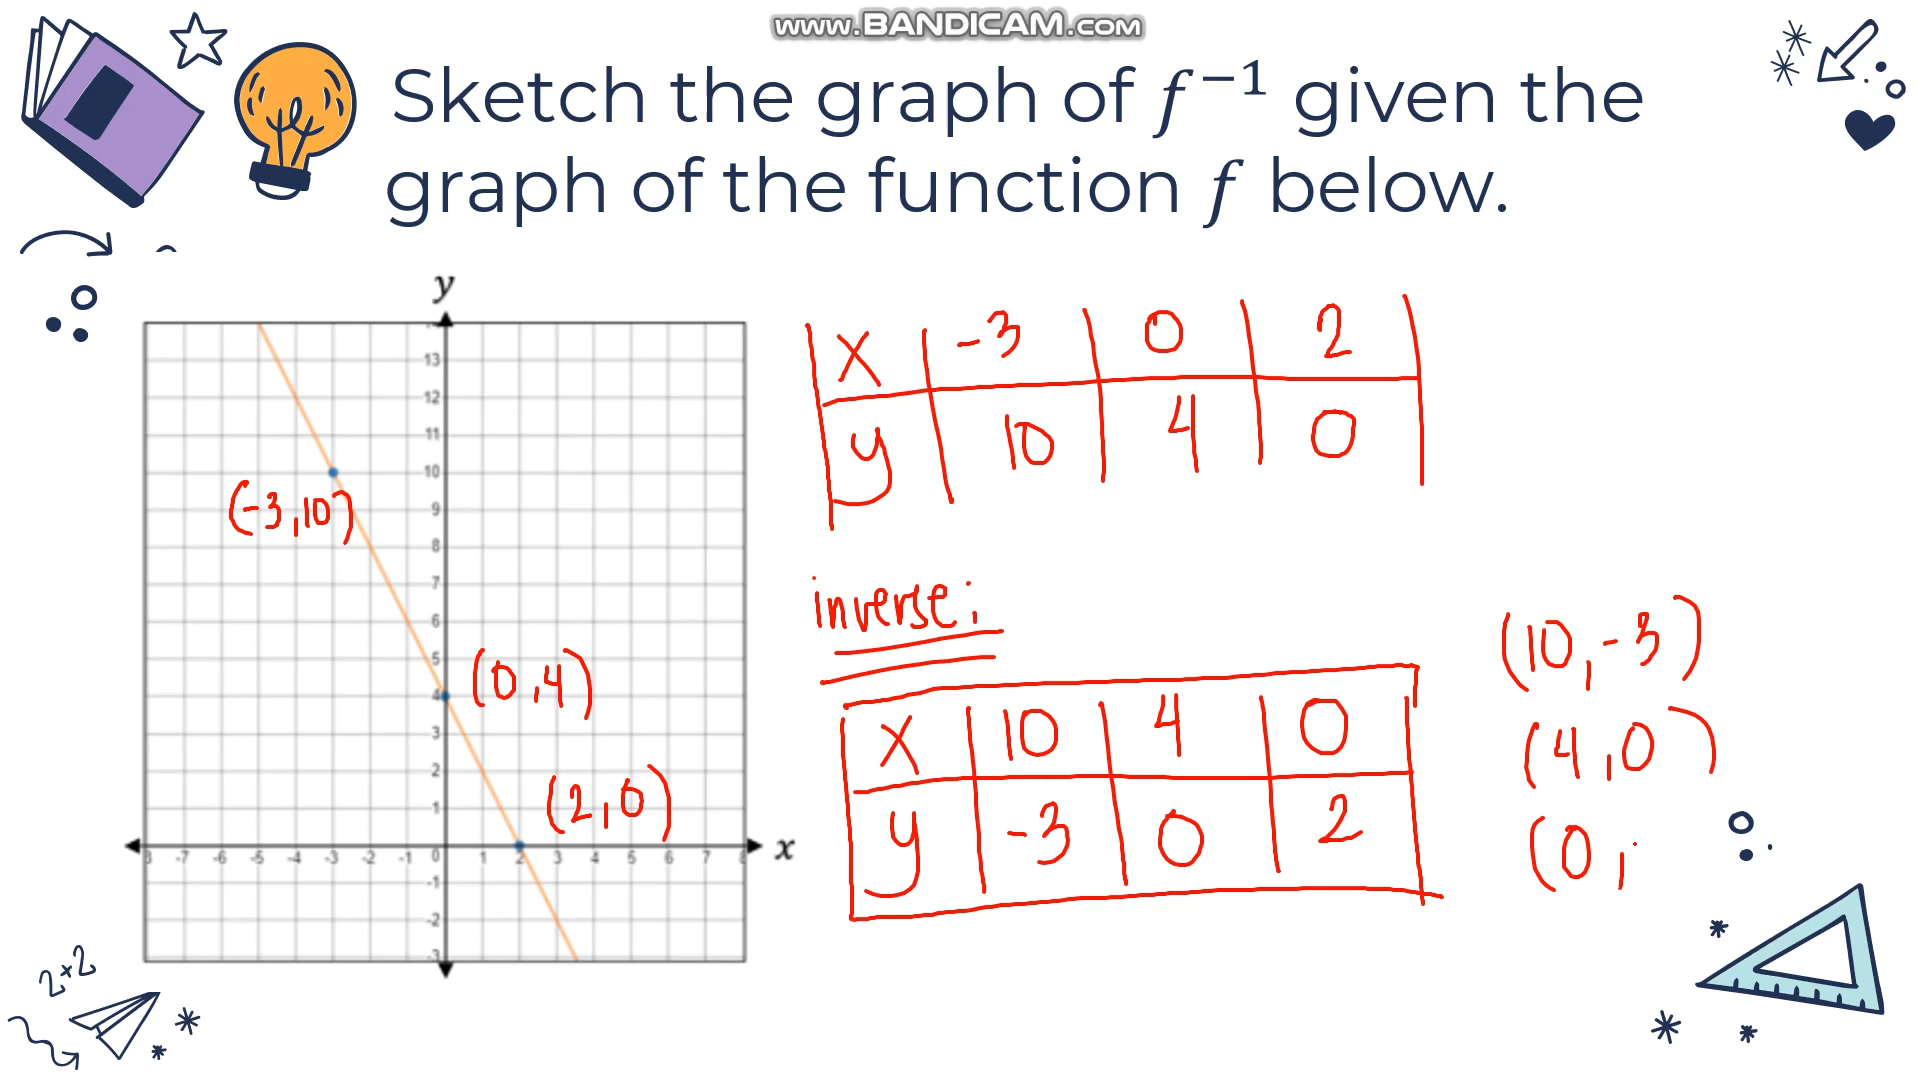 www.BANDICAM.com
Sketch the graph of f⁻¹ given the
graph of the function f below.
y
13
12
11
10
9
8
7
6
5
4
3
2
1
-8 -7 -6 -5 -4 -3 -2 -1 0 1 2 3 4 5 6 7 8
x
-1
-2
-3
(-3,10)
(0,4)
(2,0)
x -3 0 2
y 10 4 0
inverse:
x 10 4 0
y -3 0 2
(10,-3)
(4,0)
(0,
2×2